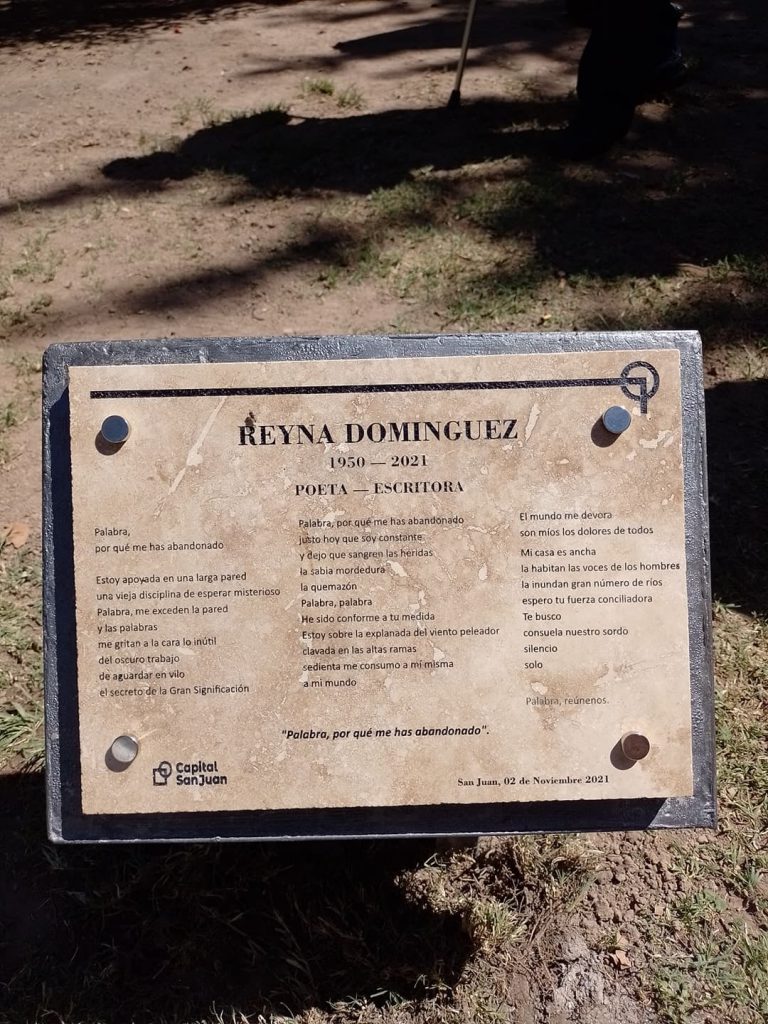 REYNA DOMINGUEZ
1950 — 2021
POETA — ESCRITORA
Palabra,
por qué me has abandonado
Estoy apoyada en una larga pared
una vieja disciplina de esperar misterioso
Palabra, me exceden la pared
y las palabras
me gritan a la cara lo inútil
del oscuro trabajo
de aguardar en vilo
el secreto de la Gran Significación
Palabra, por qué me has abandonado
justo hoy que soy constante
y dejo que sangren las heridas
la sabia mordedura
la quemazón
Palabra, palabra
He sido conforme a tu medida
Estoy sobre la explanada del viento peleador
clavada en las altas ramas
sedienta me consumo a mi misma
a mi mundo
El mundo me devora
son míos los dolores de todos
Mi casa es ancha
la habitan las voces de los hombres
la inundan gran número de ríos
espero tu fuerza conciliadora
Te busco
consuela nuestro sordo
silencio
solo
Palabra, reúnenos.
"Palabra, por qué me has abandonado".
Capital
San Juan
San Juan, 02 de Noviembre 2021